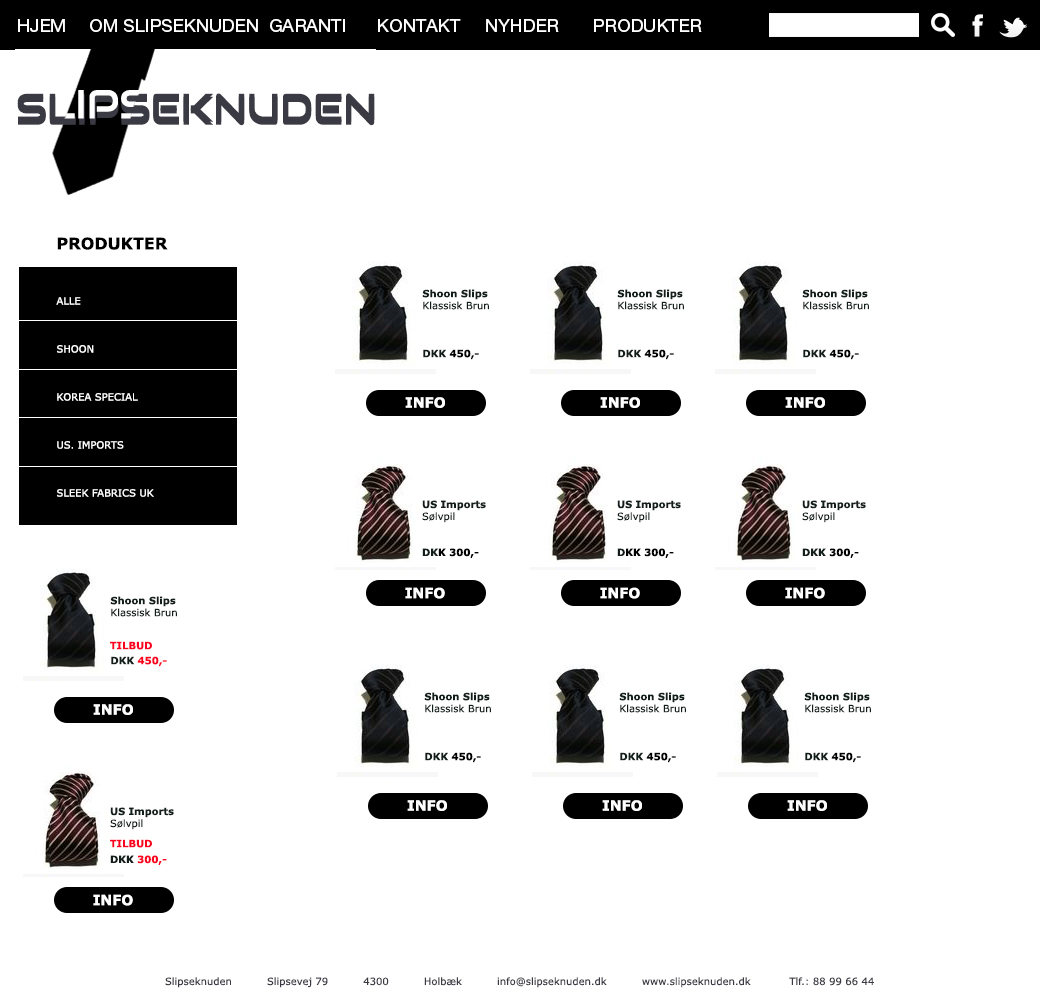 HJEM OM SLIPSEKNUDEN GARANTI KONTAKT NYHDER PRODUKTER
SLIPSEKNUDEN
PRODUKTER
ALLE
SHOON
KOREA SPECIAL
US. IMPORTS
SLEEK FABRICS UK
Shoon Slips
Klassisk Brun
TILBUD
DKK 450,-
INFO
US Imports
Sølvpil
TILBUD
DKK 300,-
INFO
Shoon Slips
Klassisk Brun
DKK 450,-
INFO
Shoon Slips
Klassisk Brun
DKK 450,-
INFO
Shoon Slips
Klassisk Brun
DKK 450,-
INFO
US Imports
Sølvpil
DKK 300,-
INFO
US Imports
Sølvpil
DKK 300,-
INFO
US Imports
Sølvpil
DKK 300,-
INFO
Shoon Slips
Klassisk Brun
DKK 450,-
INFO
Shoon Slips
Klassisk Brun
DKK 450,-
INFO
Shoon Slips
Klassisk Brun
DKK 450,-
INFO
Slipseknuden Slipsevej 79 4300 Holbæk info@slipseknuden.dk www.slipseknuden.dk Tlf.: 88 99 66 44